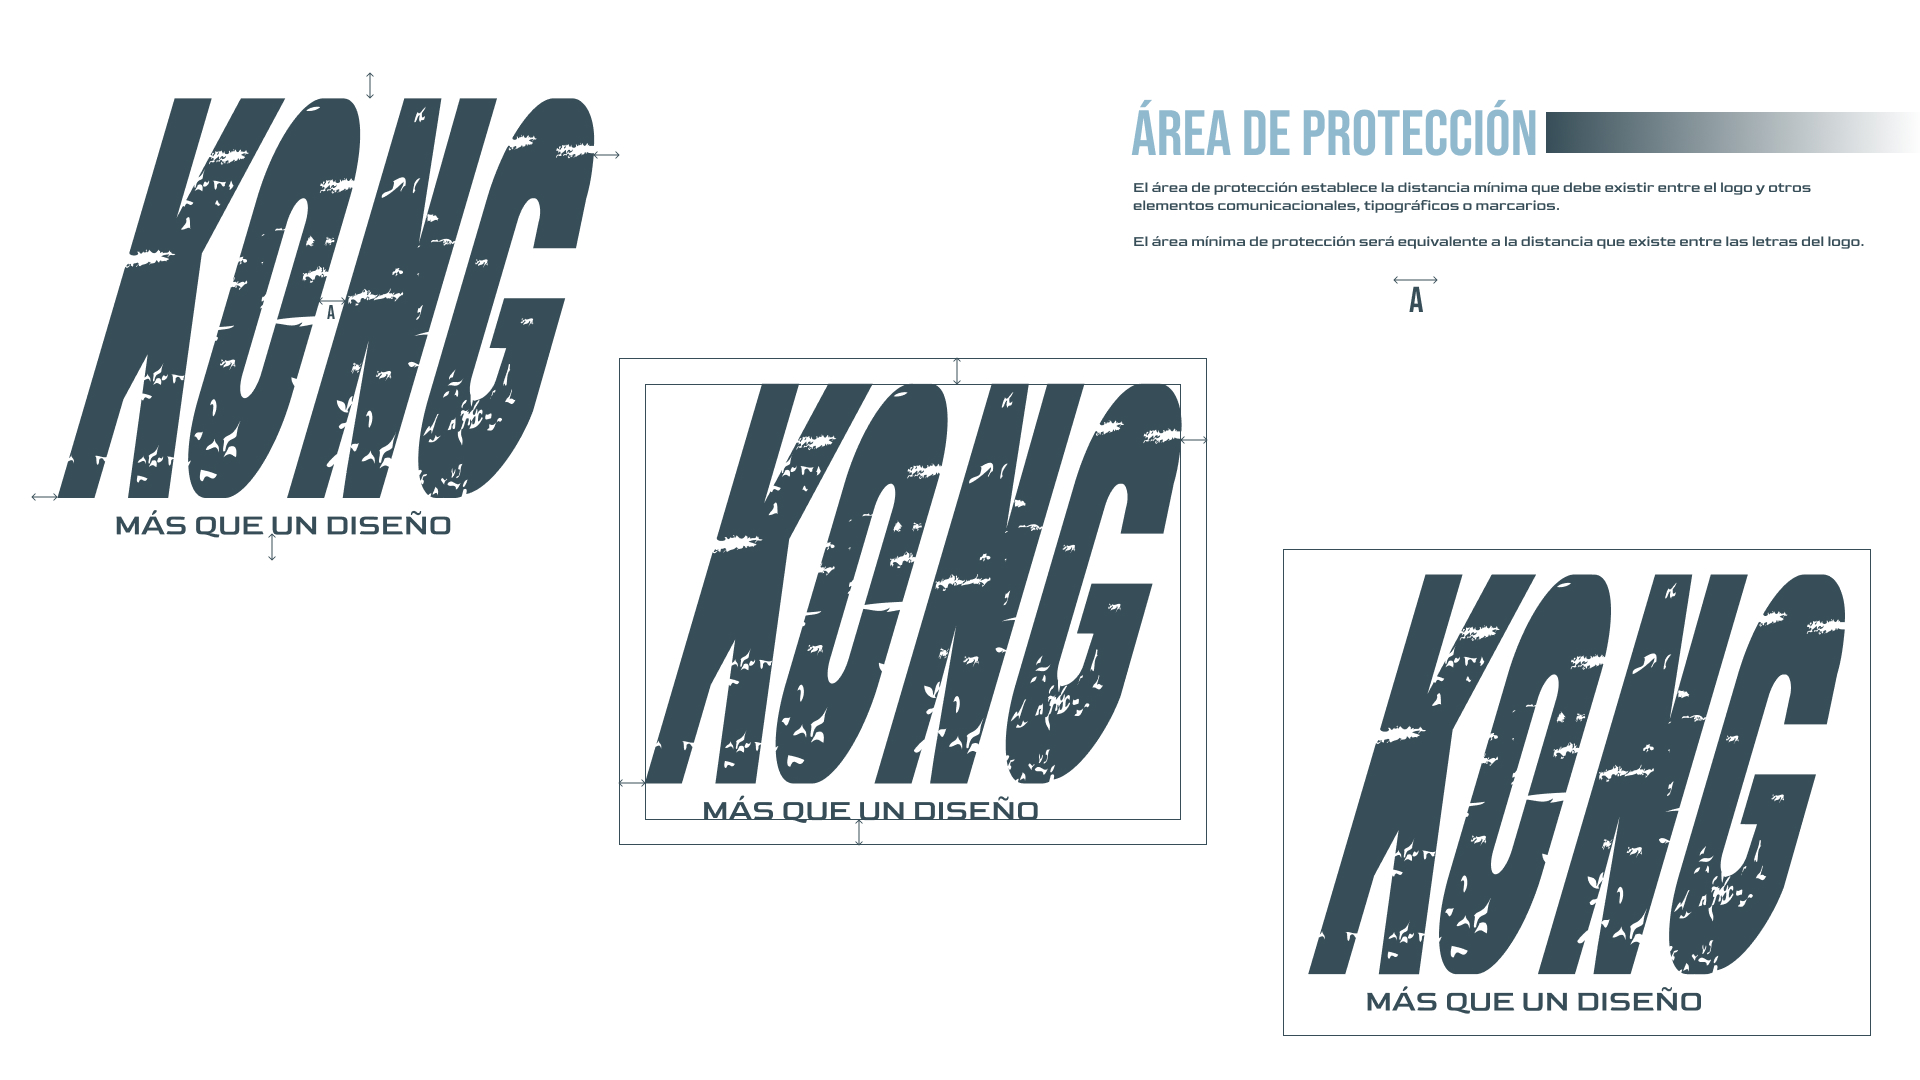 KONG
A
MÁS QUE UN DISEÑO
ÁREA DE PROTECCIÓN
El área de protección establece la distancia mínima que debe existir entre el logo y otros
elementos comunicacionales, tipográficos o marcarios.
El área mínima de protección será equivalente a la distancia que existe entre las letras del logo.
A
KONG
MÁS QUE UN DISEÑO
KONG
MÁS QUE UN DISEÑO